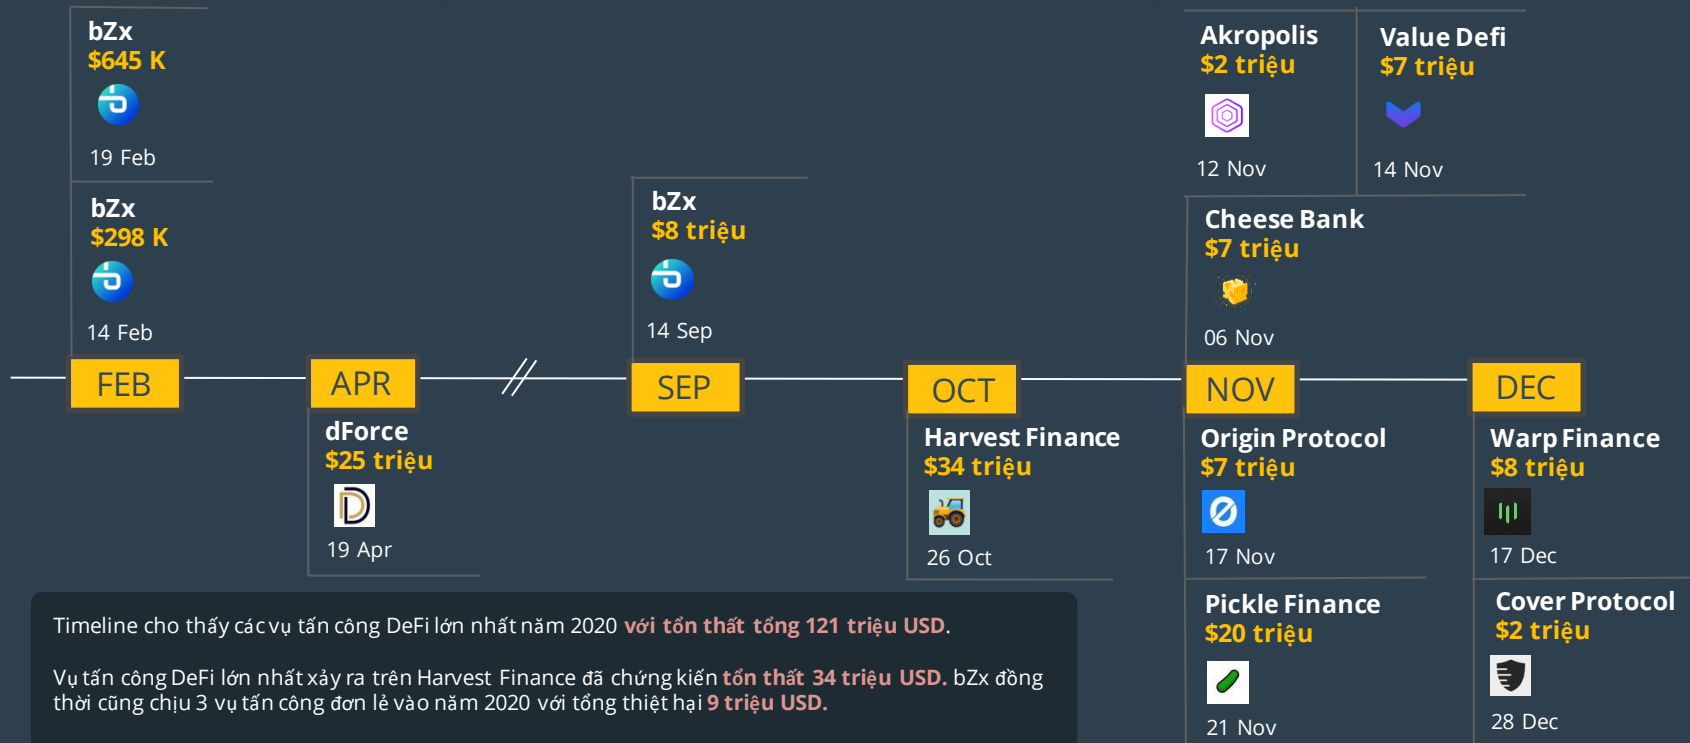 bZx
$645 K
19 Feb
bZx
$298 K
14 Feb
bZx
$8 triệu
14 Sep
Akropolis
$2 triệu
12 Nov
Value Defi
$7 triệu
14 Nov
Cheese Bank
$7 triệu
06 Nov
FEB
APR
SEP
OCT
NOV
DEC
dForce
$25 triệu
19 Apr
Harvest Finance
$34 triệu
26 Oct
Origin Protocol
$7 triệu
17 Nov
Pickle Finance
$20 triệu
21 Nov
Warp Finance
$8 triệu
17 Dec
Cover Protocol
$2 triệu
28 Dec
Timeline cho thấy các vụ tấn công DeFi lớn nhất năm 2020 với tổn thất tổng 121 triệu USD.
Vụ tấn công DeFi lớn nhất xảy ra trên Harvest Finance đã chứng kiến tổn thất 34 triệu USD. bZx đồng
thời cũng chịu 3 vụ tấn công đơn lẻ vào năm 2020 với tổng thiệt hại 9 triệu USD.